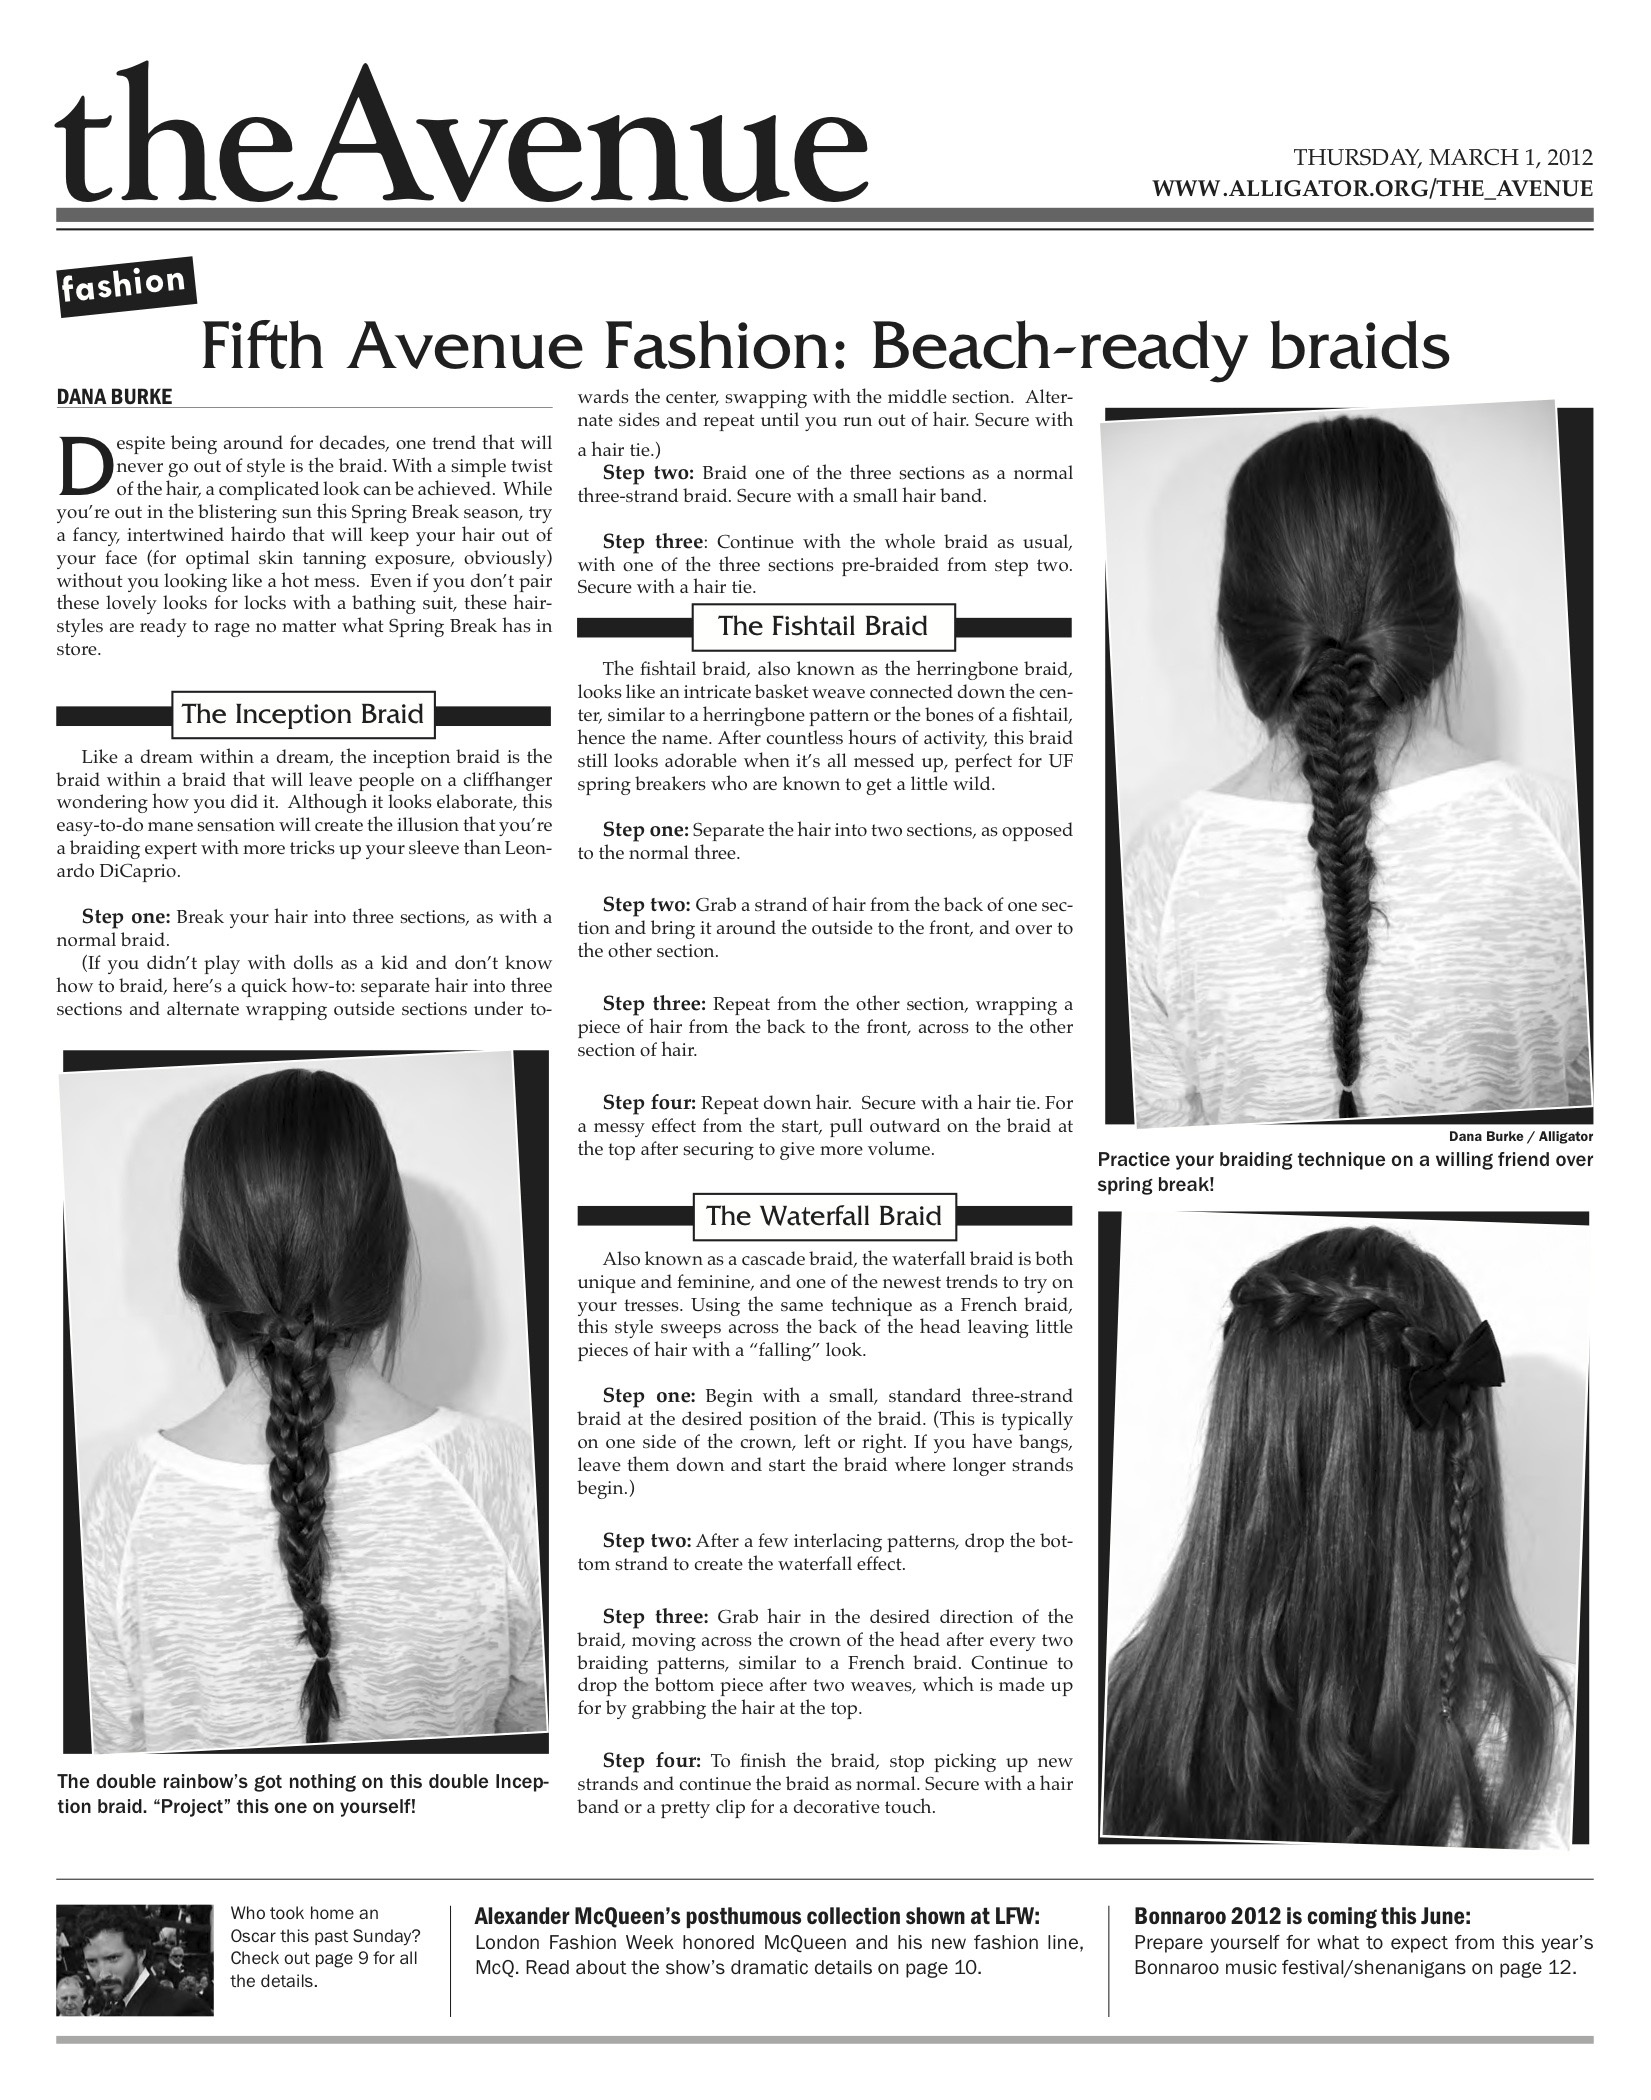 theAvenue
THURSDAY, MARCH 1, 2012
WWW.ALLIGATOR.ORG/THE_AVENUE
fashion
Fifth Avenue Fashion: Beach-ready braids
DANA BURKE
Despite being around for decades, one trend that will
never go out of style is the braid. With a simple twist
of the hair, a complicated look can be achieved. While
you're out in the blistering sun this Spring Break season, try
a fancy, intertwined hairdo that will keep your hair out of
your face (for optimal skin tanning exposure, obviously)
without you looking like a hot mess. Even if you don't pair
these lovely looks for locks with a bathing suit, these hair-
styles are ready to rage no matter what Spring Break has in
store.
The Inception Braid
Like a dream within a dream, the inception braid is the
braid within a braid that will leave people on a cliffhanger
wondering how you did it. Although it looks elaborate, this
easy-to-do mane sensation will create the illusion that you're
a braiding expert with more tricks up your sleeve than Leon-
ardo DiCaprio.
Step one: Break your hair into three sections, as with a
normal braid.
(If you didn't play with dolls as a kid and don't know
how to braid, here's a quick how-to: separate hair into three
sections and alternate wrapping outside sections under to-
The double rainbow's got nothing on this double Incep-
tion braid. "Project" this one on yourself!
wards the center, swapping with the middle section. Alter-
nate sides and repeat until you run out of hair. Secure with
a hair tie.)
Step two: Braid one of the three sections as a normal
three-strand braid. Secure with a small hair band.
Step three: Continue with the whole braid as usual,
with one of the three sections pre-braided from step two.
Secure with a hair tie.
The Fishtail Braid
The fishtail braid, also known as the herringbone braid,
looks like an intricate basket weave connected down the cen-
ter, similar to a herringbone pattern or the bones of a fishtail,
hence the name. After countless hours of activity, this braid
still looks adorable when it's all messed up, perfect for UF
spring breakers who are known to get a little wild.
Step one: Separate the hair into two sections, as opposed
to the normal three.
Step two: Grab a strand of hair from the back of one sec-
tion and bring it around the outside to the front, and over to
the other section.
Step three: Repeat from the other section, wrapping a
piece of hair from the back to the front, across to the other
section of hair.
Step four: Repeat down hair. Secure with a hair tie. For
a messy effect from the start, pull outward on the braid at
the top after securing to give more volume.
The Waterfall Braid
Also known as a cascade braid, the waterfall braid is both
unique and feminine, and one of the newest trends to try on
your tresses. Using the same technique as a French braid,
this style sweeps across the back of the head leaving little
pieces of hair with a "falling" look.
Step one: Begin with a small, standard three-strand
braid at the desired position of the braid. (This is typically
on one side of the crown, left or right. If you have bangs,
leave them down and start the braid where longer strands
begin.)
Step two: After a few interlacing patterns, drop the bot-
tom strand to create the waterfall effect.
Step three: Grab hair in the desired direction of the
braid, moving across the crown of the head after every two
braiding patterns, similar to a French braid. Continue to
drop the bottom piece after two weaves, which is made up
for by grabbing the hair at the top.
Step four: To finish the braid, stop picking up new
strands and continue the braid as normal. Secure with a hair
band or a pretty clip for a decorative touch.
Dana Burke / Alligator
Practice your braiding technique on a willing friend over
spring break!
Who took home an
Oscar this past Sunday?
Check out page 9 for all
the details.
Alexander McQueen's posthumous collection shown at LFW:
London Fashion Week honored McQueen and his new fashion line,
McQ. Read about the show's dramatic details on page 10.
Bonnaroo 2012 is coming this June:
Prepare yourself for what to expect from this year's
Bonnaroo music festival/shenanigans on page 12.